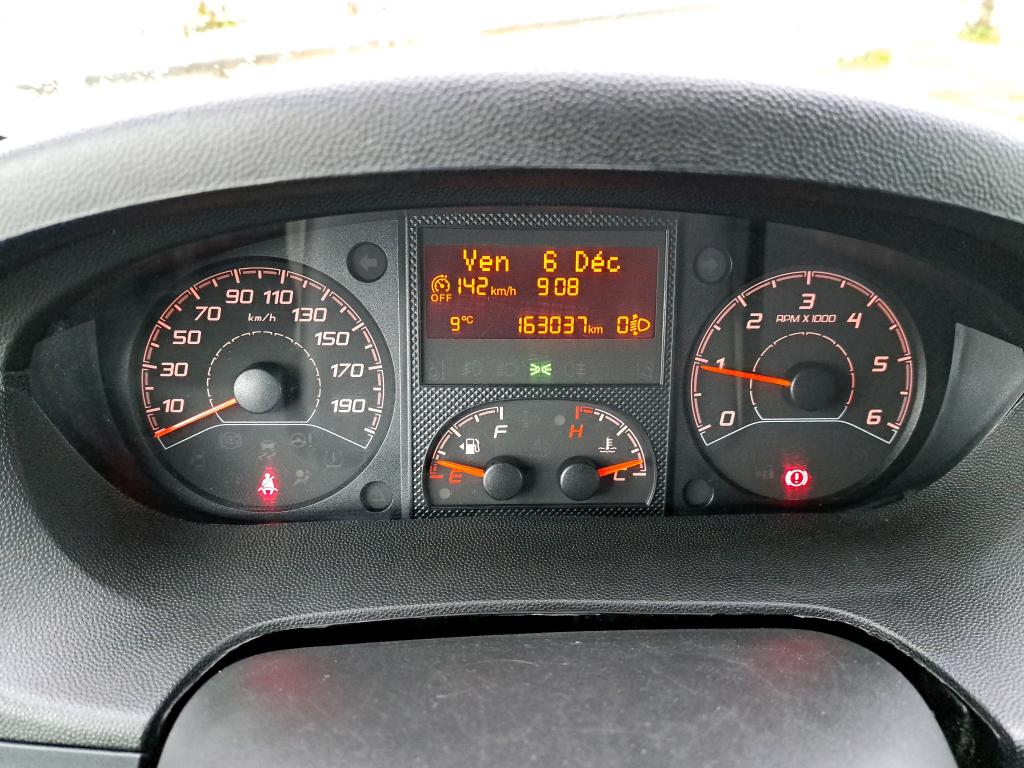 Ven 6 Déc
OFF 142 km/h 9 08
9°C 163037 km 0
10 30 50 70 90 110 130 150 170 190
km/h
0 1 2 3 4 5 6
RPM X 1000
F
E
H
C